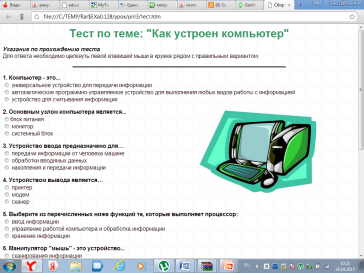 file:///C:/TEMP/Rar$EXa0.128/урок/pril3/тест.htm
Тест по теме: "Как устроен компьютер"
Указание по прохождению теста
Для ответа необходимо щелкнуть левой клавишей мыши в кружке рядом с правильным вариантом.
1. Компьютер - это...
универсальное устройство для передачи информации
автоматическое программно-управляемое устройство для выполнения любых видов работы с информацией
устройство для считывания информации
2. Основным узлом компьютера является...
блок питания
монитор
системный блок
3. Устройство ввода предназначено для...
передачи информации от человека машине
обработки вводимых данных
накопления и передачи информации
4. Устройством вывода является...
принтер
модем
сканер
5. Выберите из перечисленных ниже функций те, которые выполняет процессор:
ввод информации
управление работой компьютера и обработка информации
хранение информации
6. Манипулятор "мышь" - это устройство...
сканирования информации